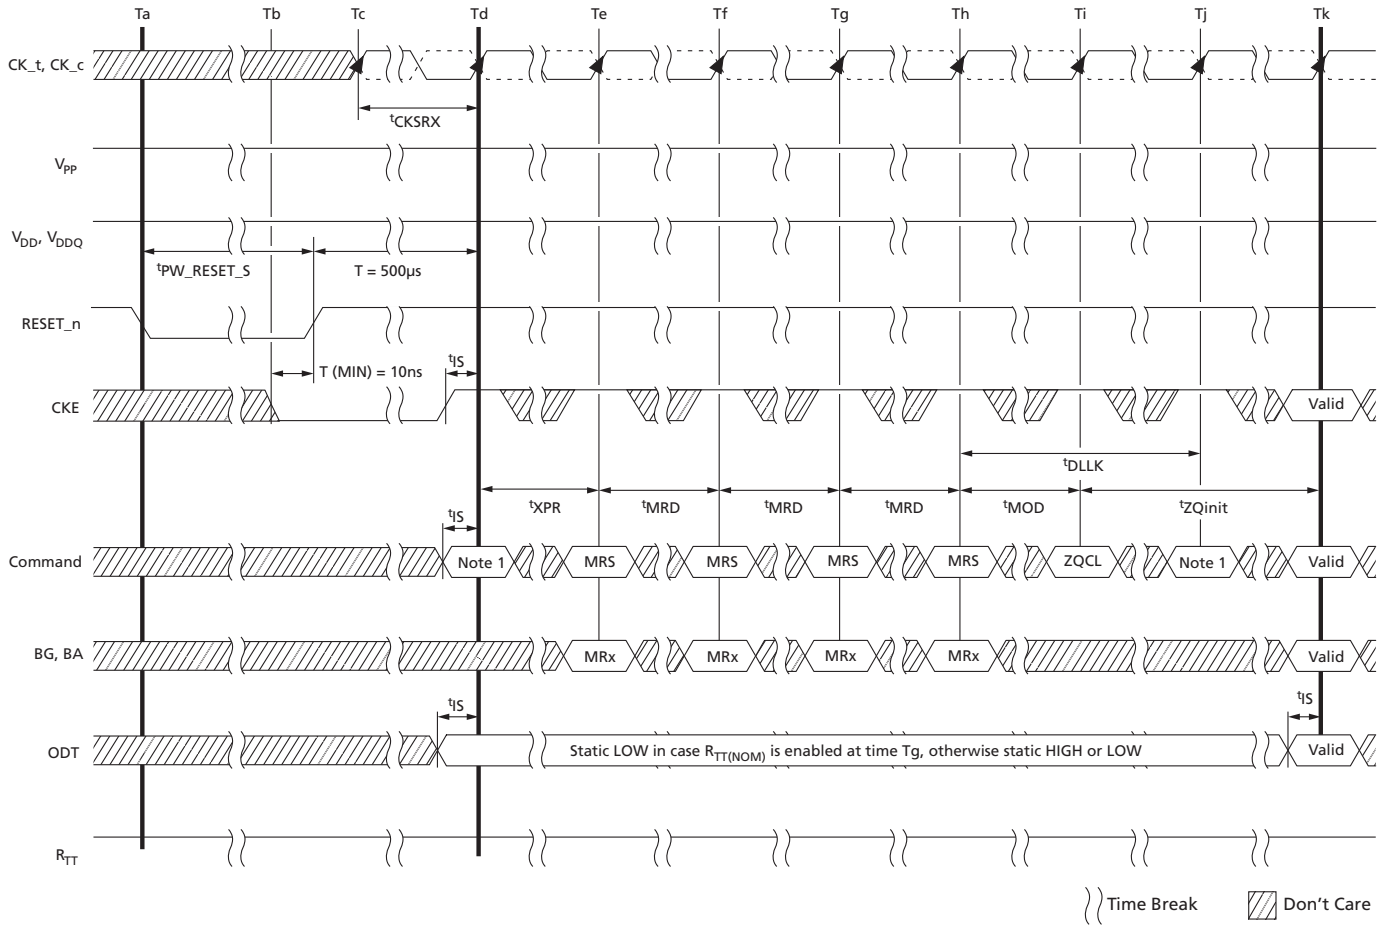 Ta Tb Tc Td Te Tf Tg Th Ti Tj Tk
CK_t, CK_c
tCKSRX
VPP
VDD, VDDQ
tPW_RESET_S T = 500µs
RESET_n
T (MIN) = 10ns tIS
CKE Valid
tDLLK
tXPR tMRD tMRD tMRD tMOD tZQinit
tIS
Command Note 1 MRS MRS MRS MRS ZQCL Note 1 Valid
BG, BA MRx MRx MRx MRx Valid
tIS tIS
ODT Static LOW in case RTT(NOM) is enabled at time Tg, otherwise static HIGH or LOW Valid
RTT
Time Break Don't Care